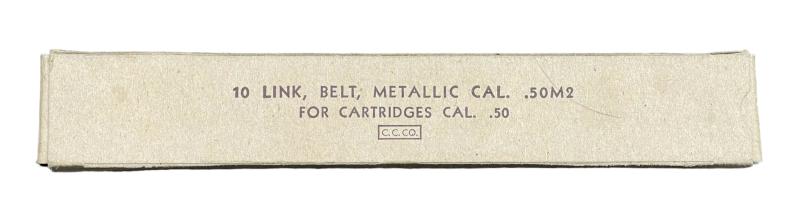 10 LINK, BELT, METALLIC CAL. .50M2
FOR CARTRIDGES CAL. .50
C.C.CO.